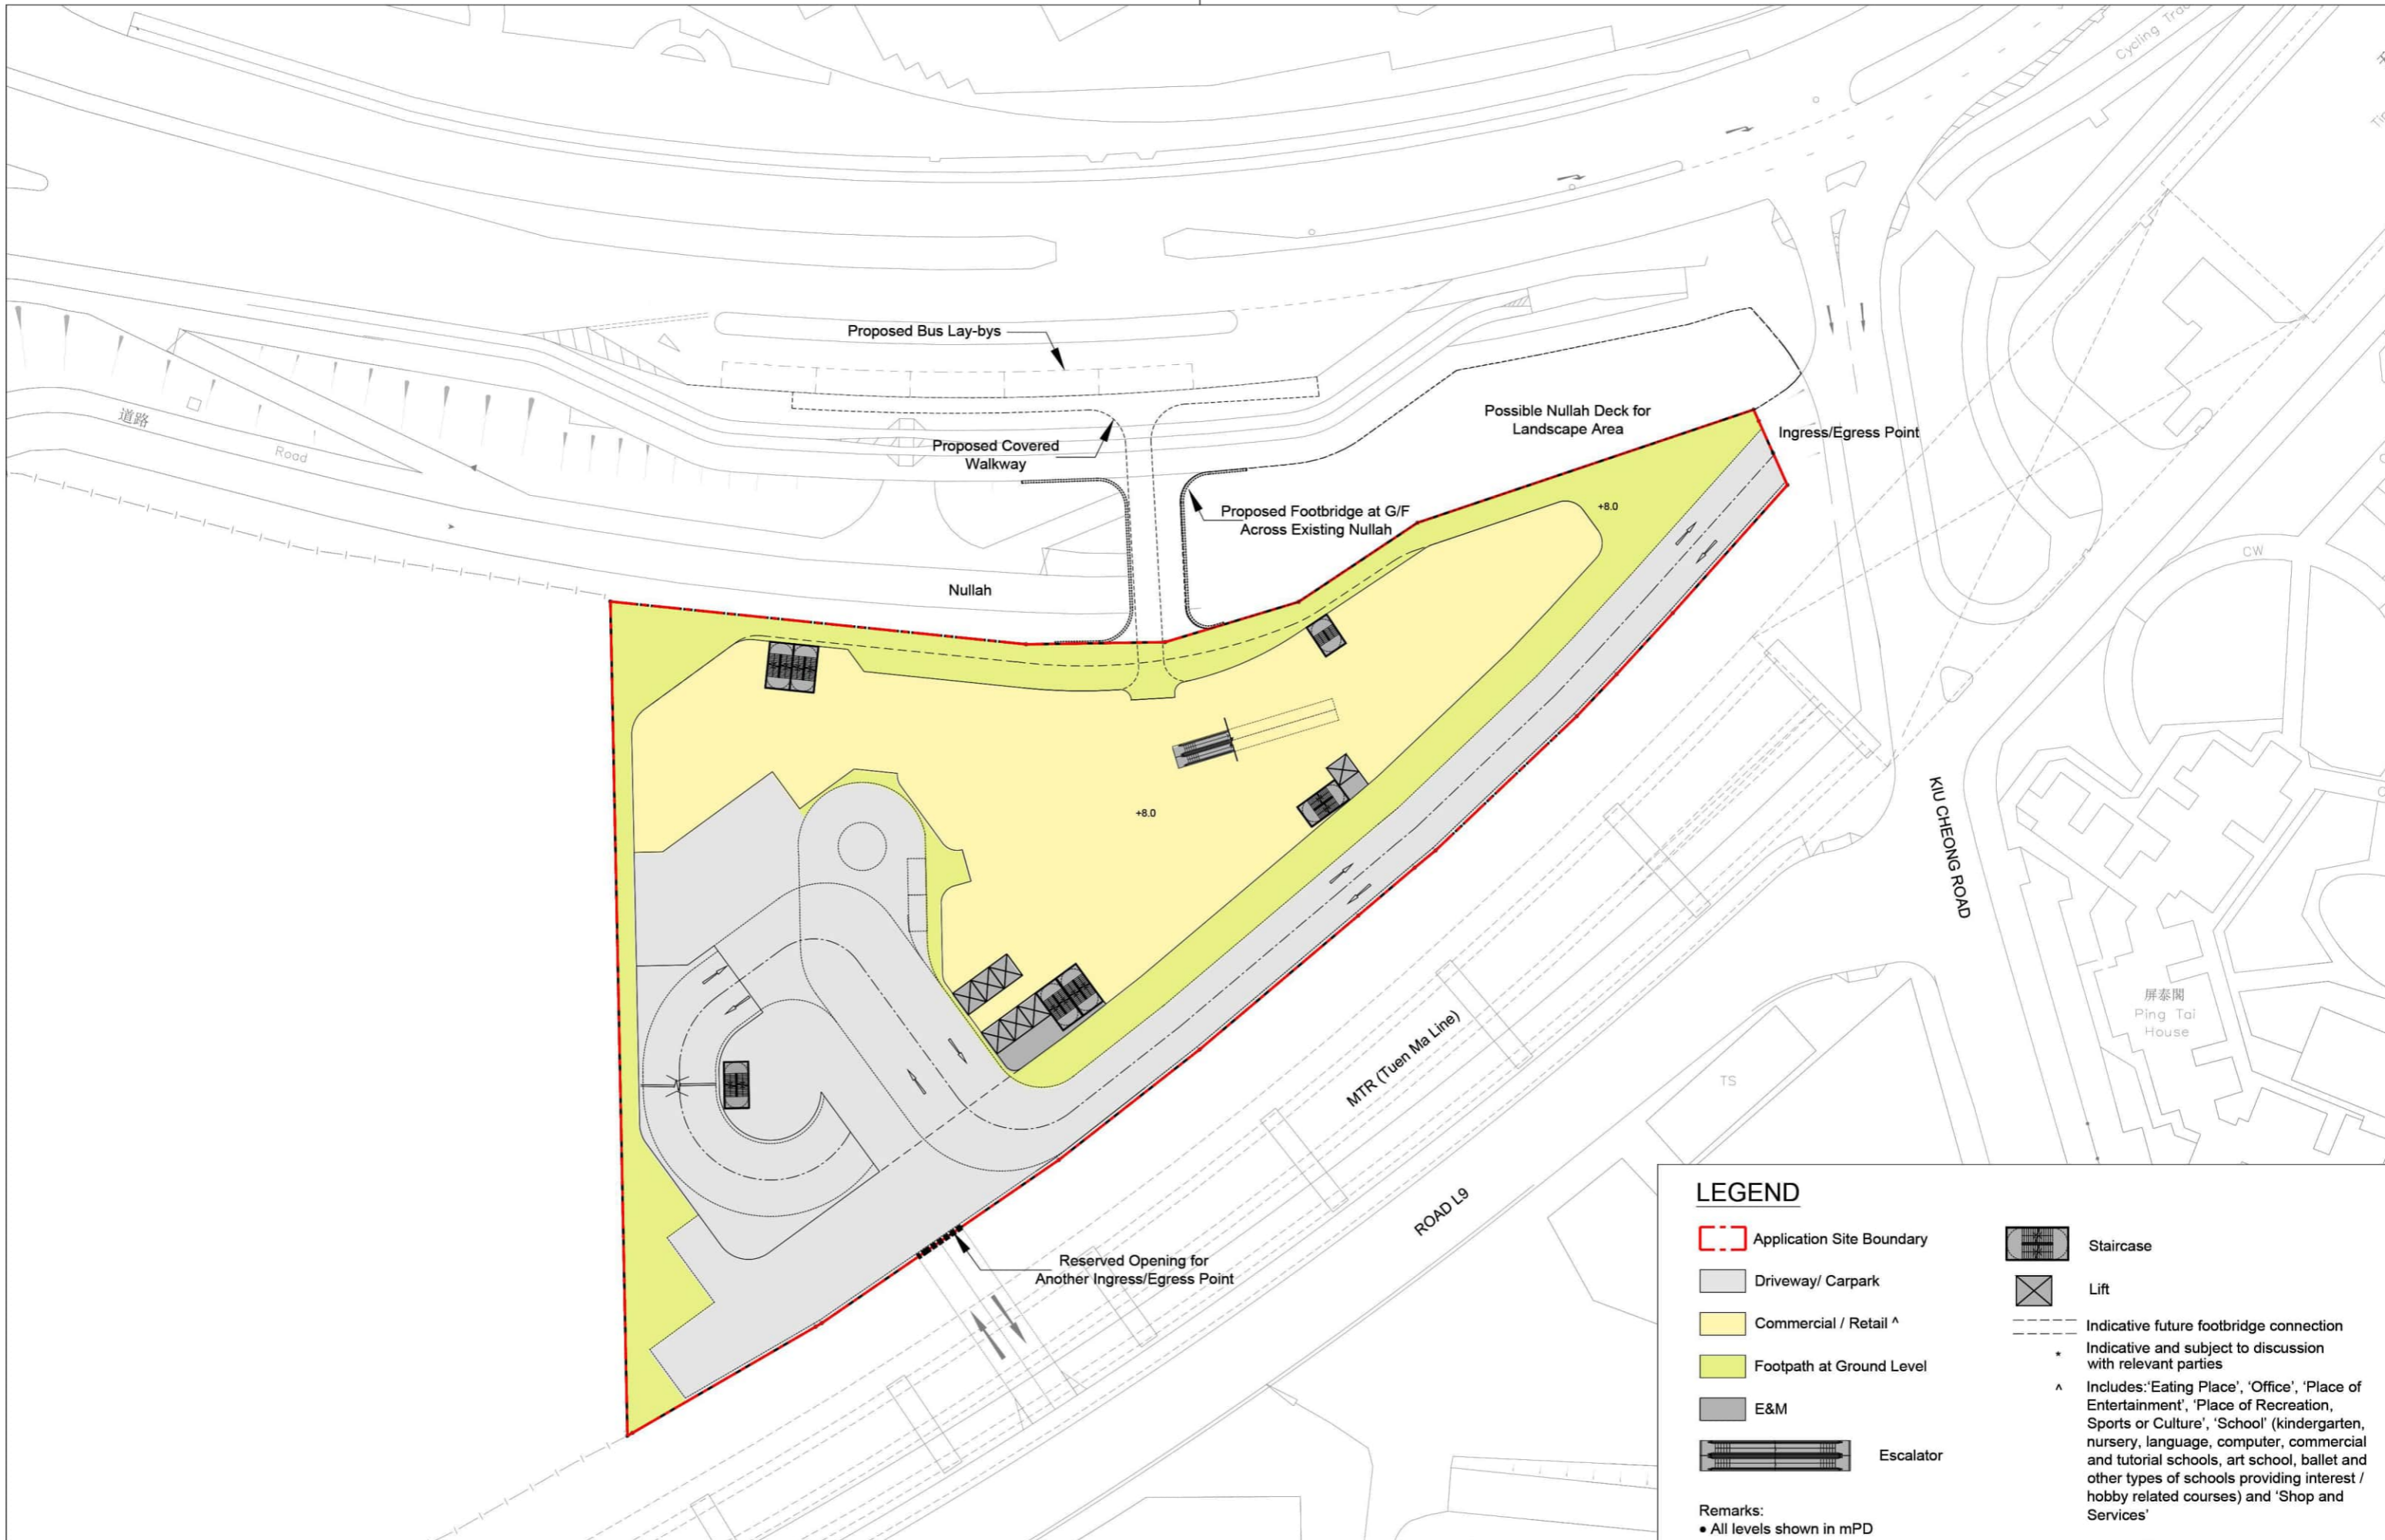 Cycling
道路
Road
Proposed Bus Lay-bys
Proposed Covered
Walkway
Possible Nullah Deck for
Landscape Area
Ingress/Egress Point
Proposed Footbridge at G/F
Across Existing Nullah
+8.0
Nullah
CW
+8.0
KIU CHEONG ROAD
屏泰閣
Ping Tai
House
MTR (Tuen Ma Line)
TS
ROAD L9
Reserved Opening for
Another Ingress/Egress Point
LEGEND
Application Site Boundary
Driveway/ Carpark
Commercial / Retail ^
Footpath at Ground Level
E&M
Escalator
Remarks:
• All levels shown in mPD
Staircase
Lift
Indicative future footbridge connection
* Indicative and subject to discussion
with relevant parties
^ Includes:‘Eating Place’, ‘Office’, ‘Place of
Entertainment’, ‘Place of Recreation,
Sports or Culture’, ‘School’ (kindergarten,
nursery, language, computer, commercial
and tutorial schools, art school, ballet and
other types of schools providing interest /
hobby related courses) and ‘Shop and
Services’